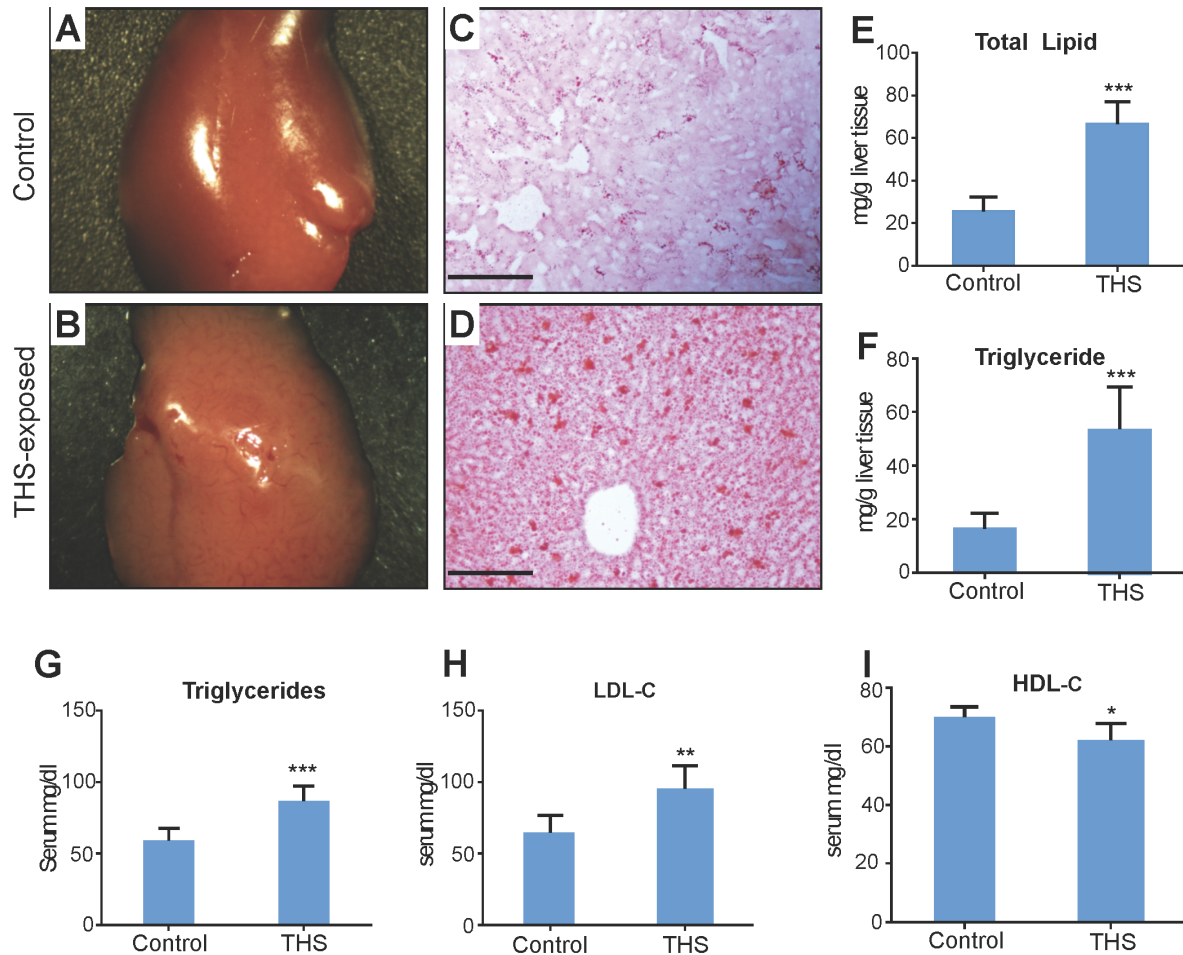 A
C
E
Total Lipid
***
100
80
60
40
20
0
mg/g liver tissue
Control
THS
Control
B
D
F
Triglyceride
***
80
60
40
20
0
mg/g liver tissue
Control
THS
THS-exposed
G
Triglycerides
***
150
100
50
0
Serum mg/dl
Control
THS
H
LDL-C
**
150
100
50
0
serum mg/dl
Control
THS
I
HDL-C
*
80
60
40
20
0
serum mg/dl
Control
THS